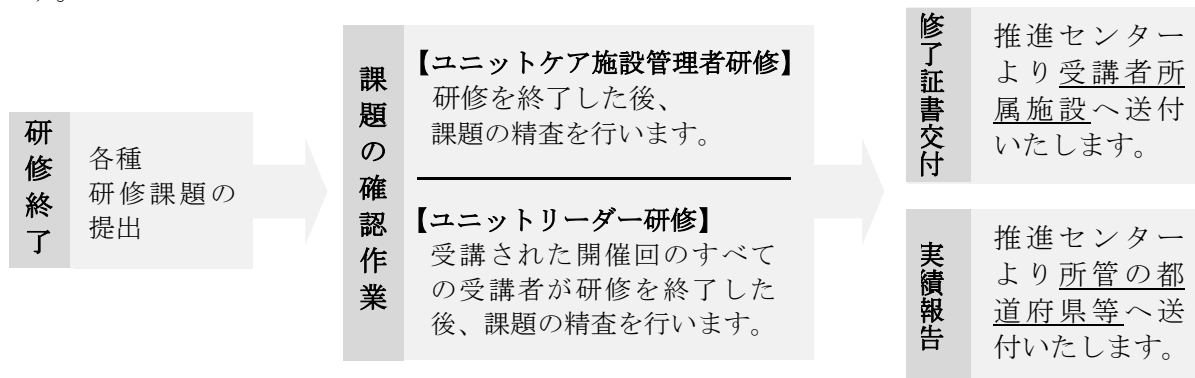 す。
研修終了
各種
研修課題の
提出
課題の確認作業
【ユニットケア施設管理者研修】
研修を終了した後、
課題の精査を行います。
【ユニットリーダー研修】
受講された開催回のすべて
の受講者が研修を終了した
後、課題の精査を行います。
修了証書交付
推進センター
より受講者所
属施設へ送付
いたします。
実績報告
推進センター
より所管の都
道府県等へ送
付いたします。